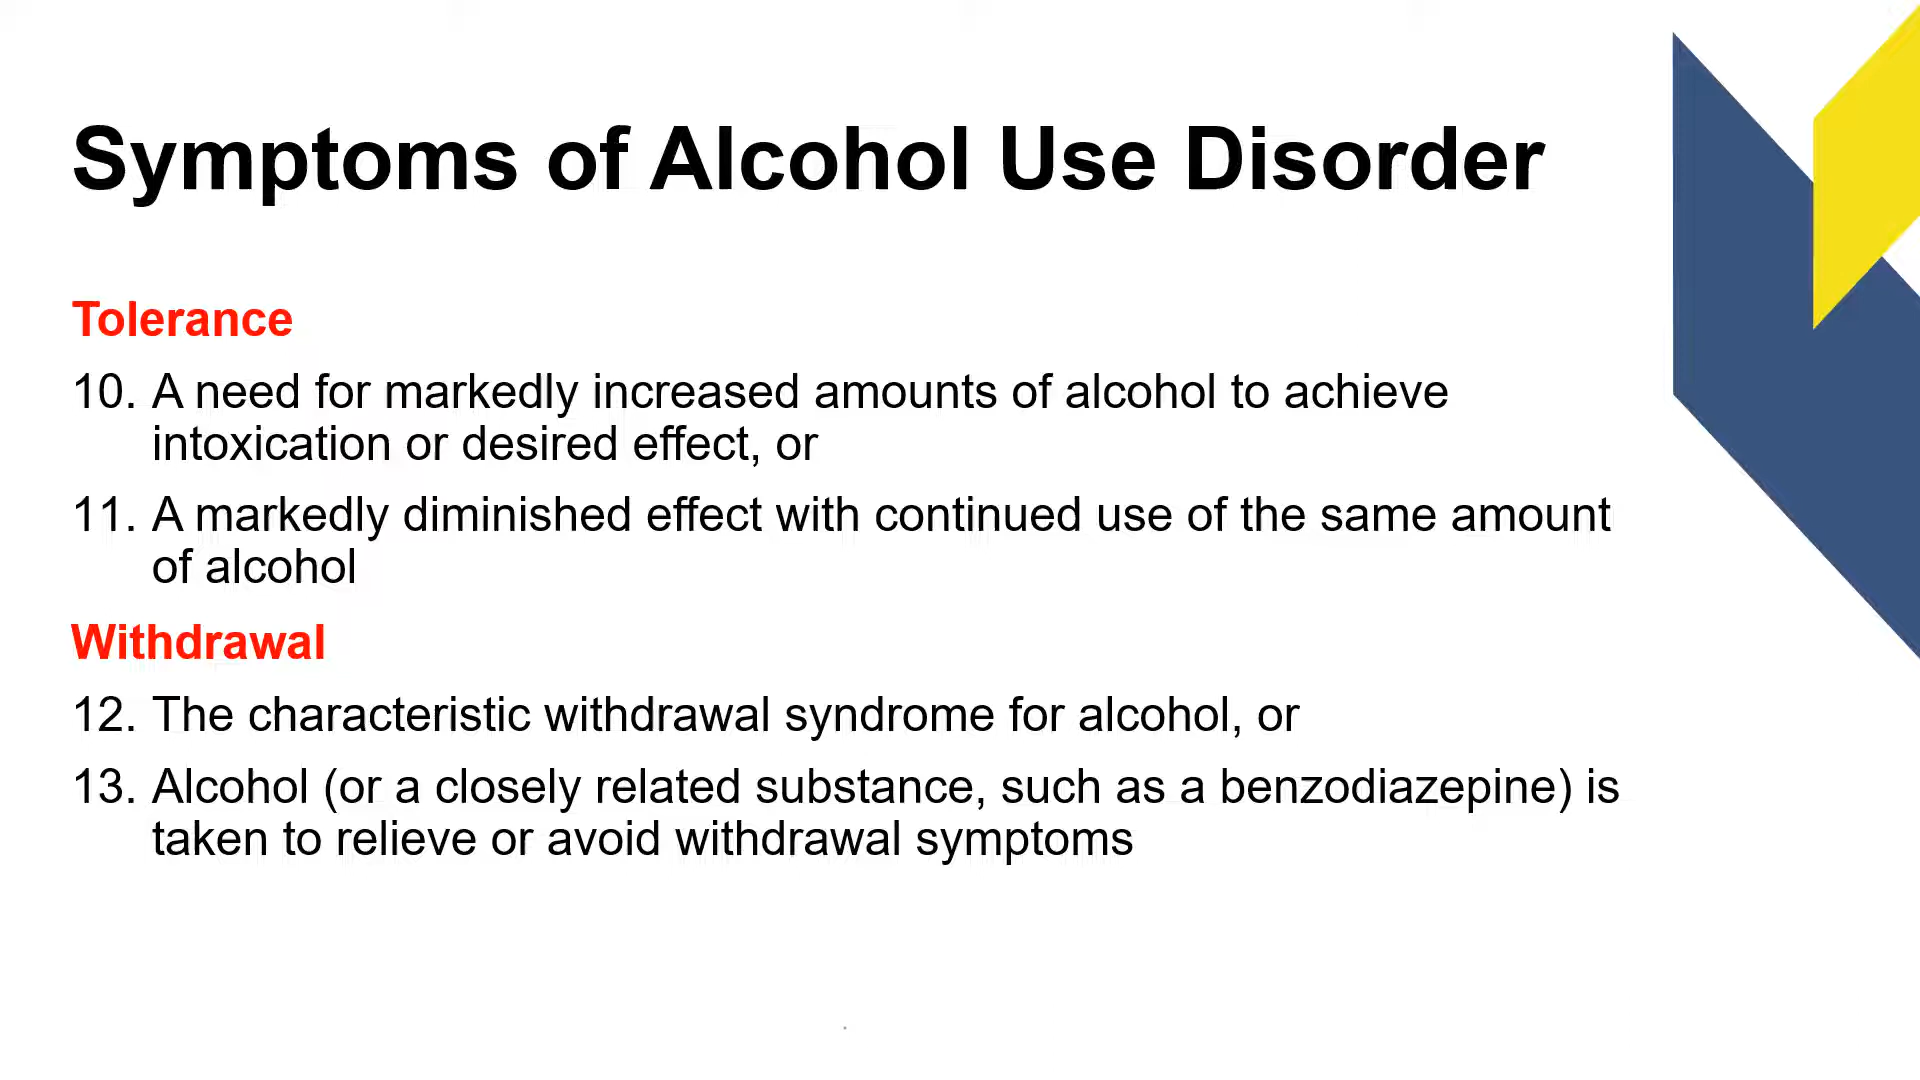 Symptoms of Alcohol Use Disorder
Tolerance
10. A need for markedly increased amounts of alcohol to achieve
intoxication or desired effect, or
11. A markedly diminished effect with continued use of the same amount
of alcohol
Withdrawal
12. The characteristic withdrawal syndrome for alcohol, or
13. Alcohol (or a closely related substance, such as a benzodiazepine) is
taken to relieve or avoid withdrawal symptoms